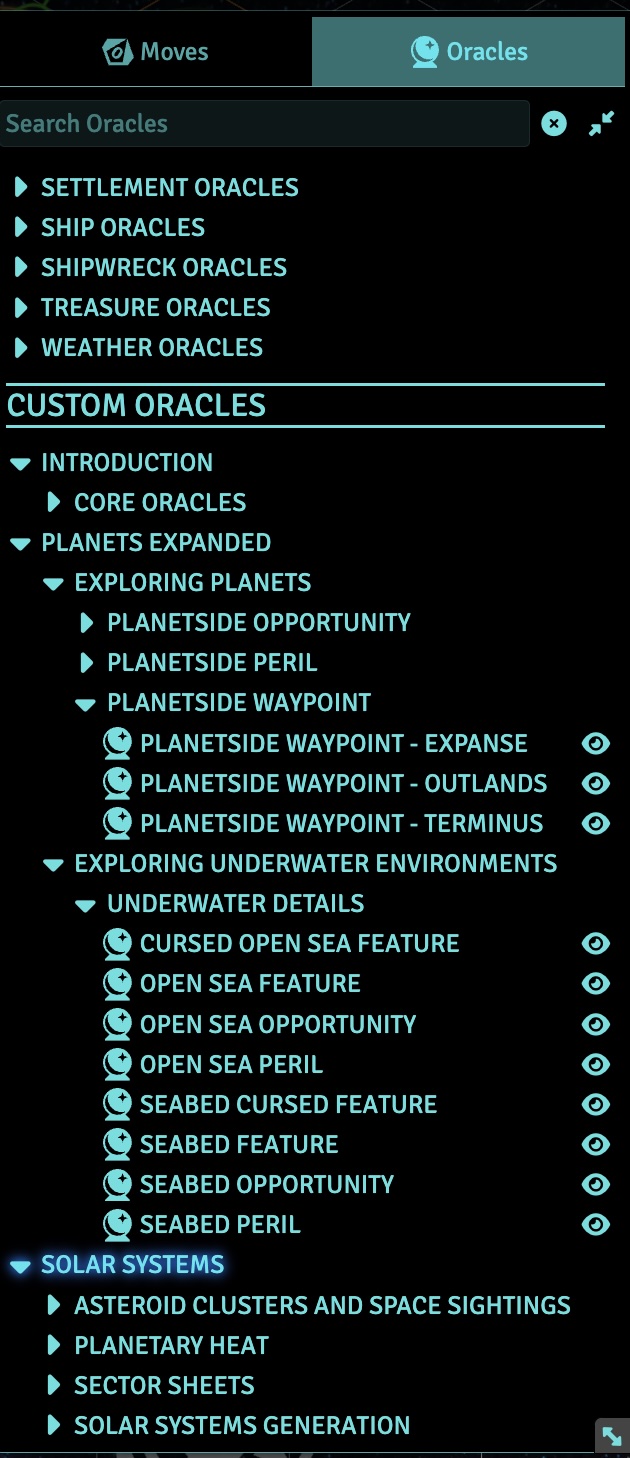 Moves
Oracles
Search Oracles
SETTLEMENT ORACLES
SHIP ORACLES
SHIPWRECK ORACLES
TREASURE ORACLES
WEATHER ORACLES
CUSTOM ORACLES
INTRODUCTION
CORE ORACLES
PLANETS EXPANDED
EXPLORING PLANETS
PLANETSIDE OPPORTUNITY
PLANETSIDE PERIL
PLANETSIDE WAYPOINT
PLANETSIDE WAYPOINT - EXPANSE
PLANETSIDE WAYPOINT - OUTLANDS
PLANETSIDE WAYPOINT - TERMINUS
EXPLORING UNDERWATER ENVIRONMENTS
UNDERWATER DETAILS
CURSED OPEN SEA FEATURE
OPEN SEA FEATURE
OPEN SEA OPPORTUNITY
OPEN SEA PERIL
SEABED CURSED FEATURE
SEABED FEATURE
SEABED OPPORTUNITY
SEABED PERIL
SOLAR SYSTEMS
ASTEROID CLUSTERS AND SPACE SIGHTINGS
PLANETARY HEAT
SECTOR SHEETS
SOLAR SYSTEMS GENERATION